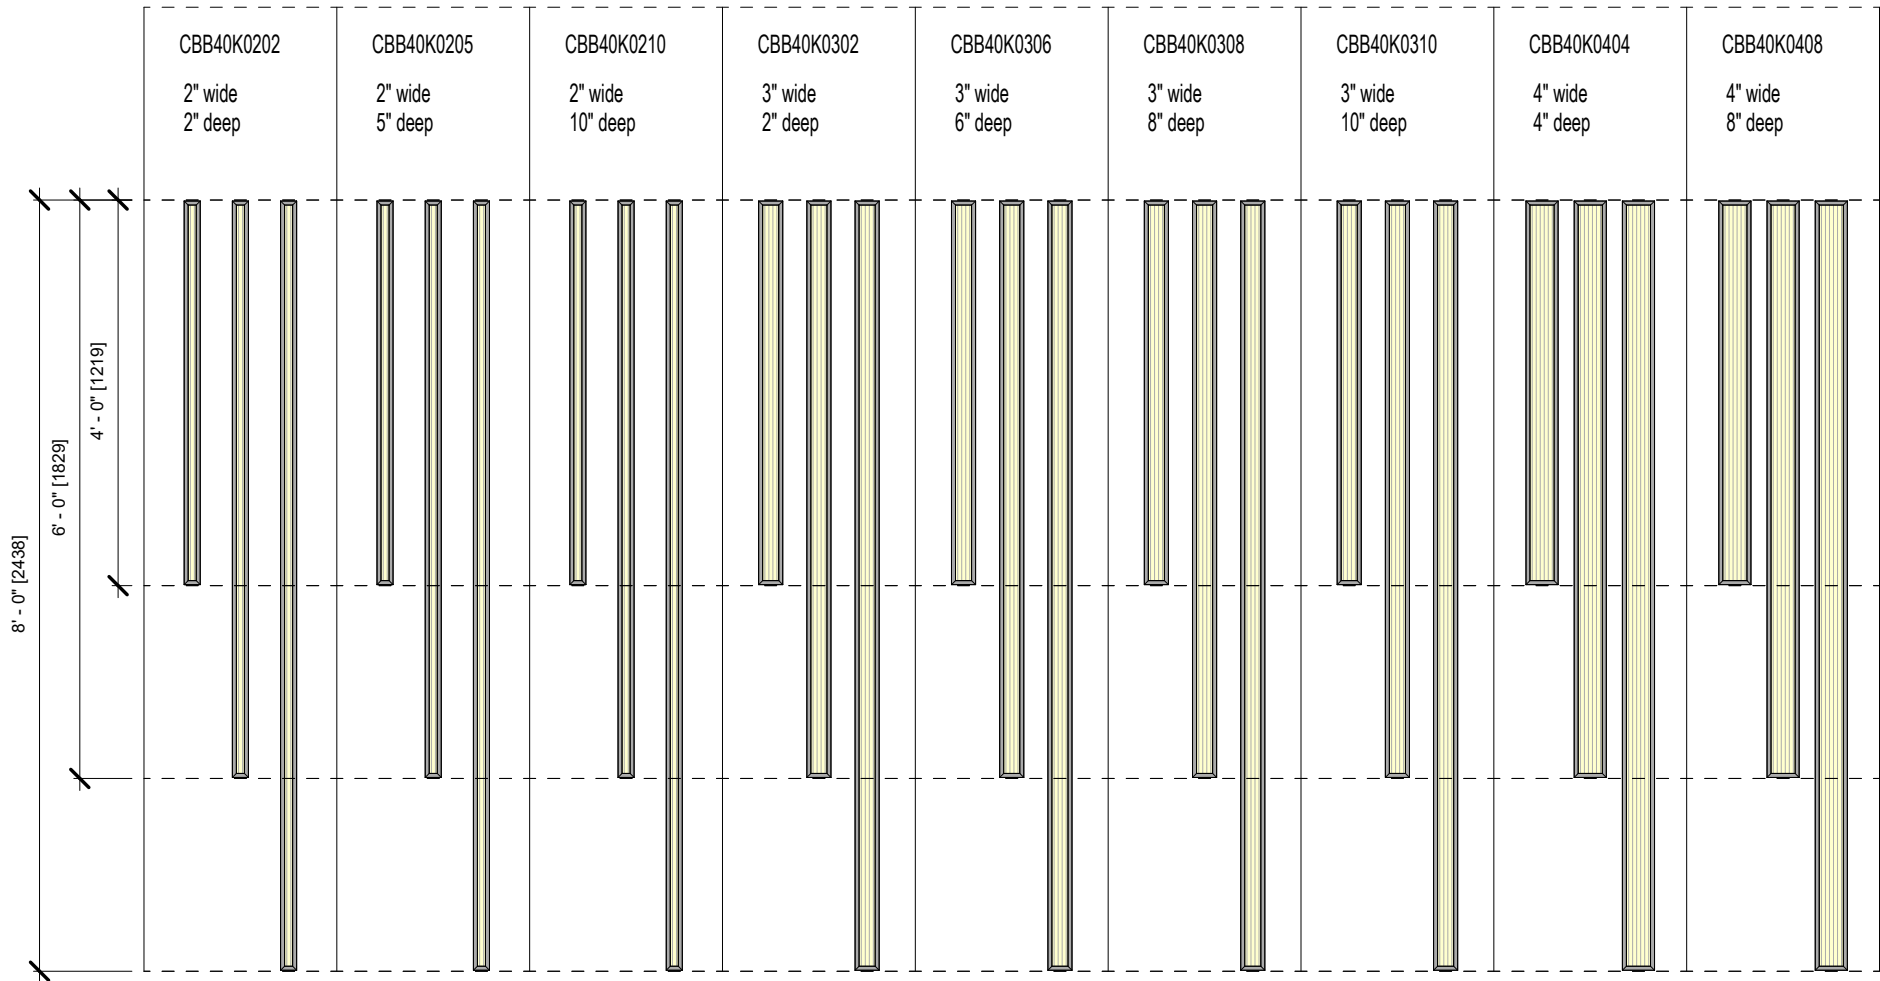 CBB40K0202
2" wide
2" deep
CBB40K0205
2" wide
5" deep
CBB40K0210
2" wide
10" deep
CBB40K0302
3" wide
2" deep
CBB40K0306
3" wide
6" deep
CBB40K0308
3" wide
8" deep
CBB40K0310
3" wide
10" deep
CBB40K0404
4" wide
4" deep
CBB40K0408
4" wide
8" deep
8' - 0" [2438]
6' - 0" [1829]
4' - 0" [1219]